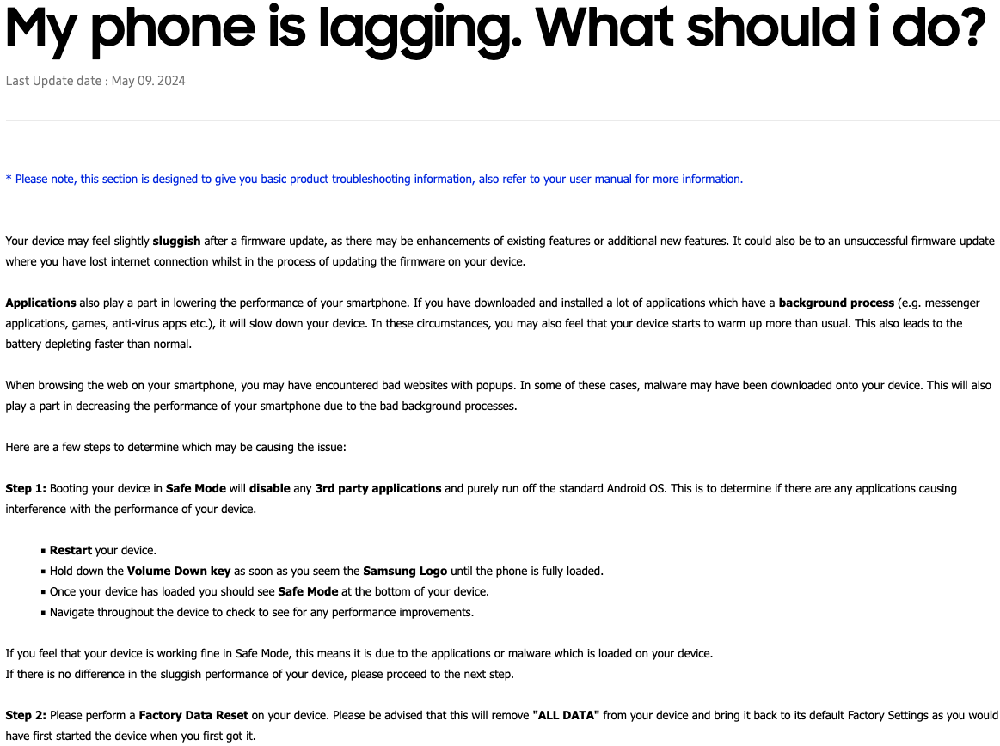 My phone is lagging. What should i do?
Last Update date : May 09. 2024
* Please note, this section is designed to give you basic product troubleshooting information, also refer to your user manual for more information.
Your device may feel slightly sluggish after a firmware update, as there may be enhancements of existing features or additional new features. It could also be to an unsuccessful firmware update
where you have lost internet connection whilst in the process of updating the firmware on your device.
Applications also play a part in lowering the performance of your smartphone. If you have downloaded and installed a lot of applications which have a background process (e.g. messenger
applications, games, anti-virus apps etc.), it will slow down your device. In these circumstances, you may also feel that your device starts to warm up more than usual. This also leads to the
battery depleting faster than normal.
When browsing the web on your smartphone, you may have encountered bad websites with popups. In some of these cases, malware may have been downloaded onto your device. This will also
play a part in decreasing the performance of your smartphone due to the bad background processes.
Here are a few steps to determine which may be causing the issue:
Step 1: Booting your device in Safe Mode will disable any 3rd party applications and purely run off the standard Android OS. This is to determine if there are any applications causing
interference with the performance of your device.
▪ Restart your device.
▪ Hold down the Volume Down key as soon as you seem the Samsung Logo until the phone is fully loaded.
▪ Once your device has loaded you should see Safe Mode at the bottom of your device.
▪ Navigate throughout the device to check to see for any performance improvements.
If you feel that your device is working fine in Safe Mode, this means it is due to the applications or malware which is loaded on your device.
If there is no difference in the sluggish performance of your device, please proceed to the next step.
Step 2: Please perform a Factory Data Reset on your device. Please be advised that this will remove "ALL DATA" from your device and bring it back to its default Factory Settings as you would
have first started the device when you first got it.